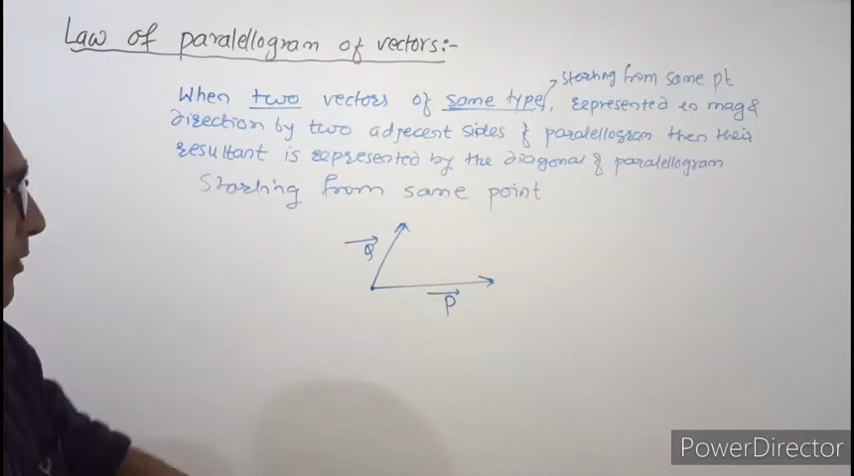 Law of paralellogram of vectors:-
starting from same pt
When two vectors of same type, represented in mag &
direction by two adjecent sides of paralellogram then their
resultant is represented by the diagonal of paralellogram
Starting from same point
Q
P
PowerDirector